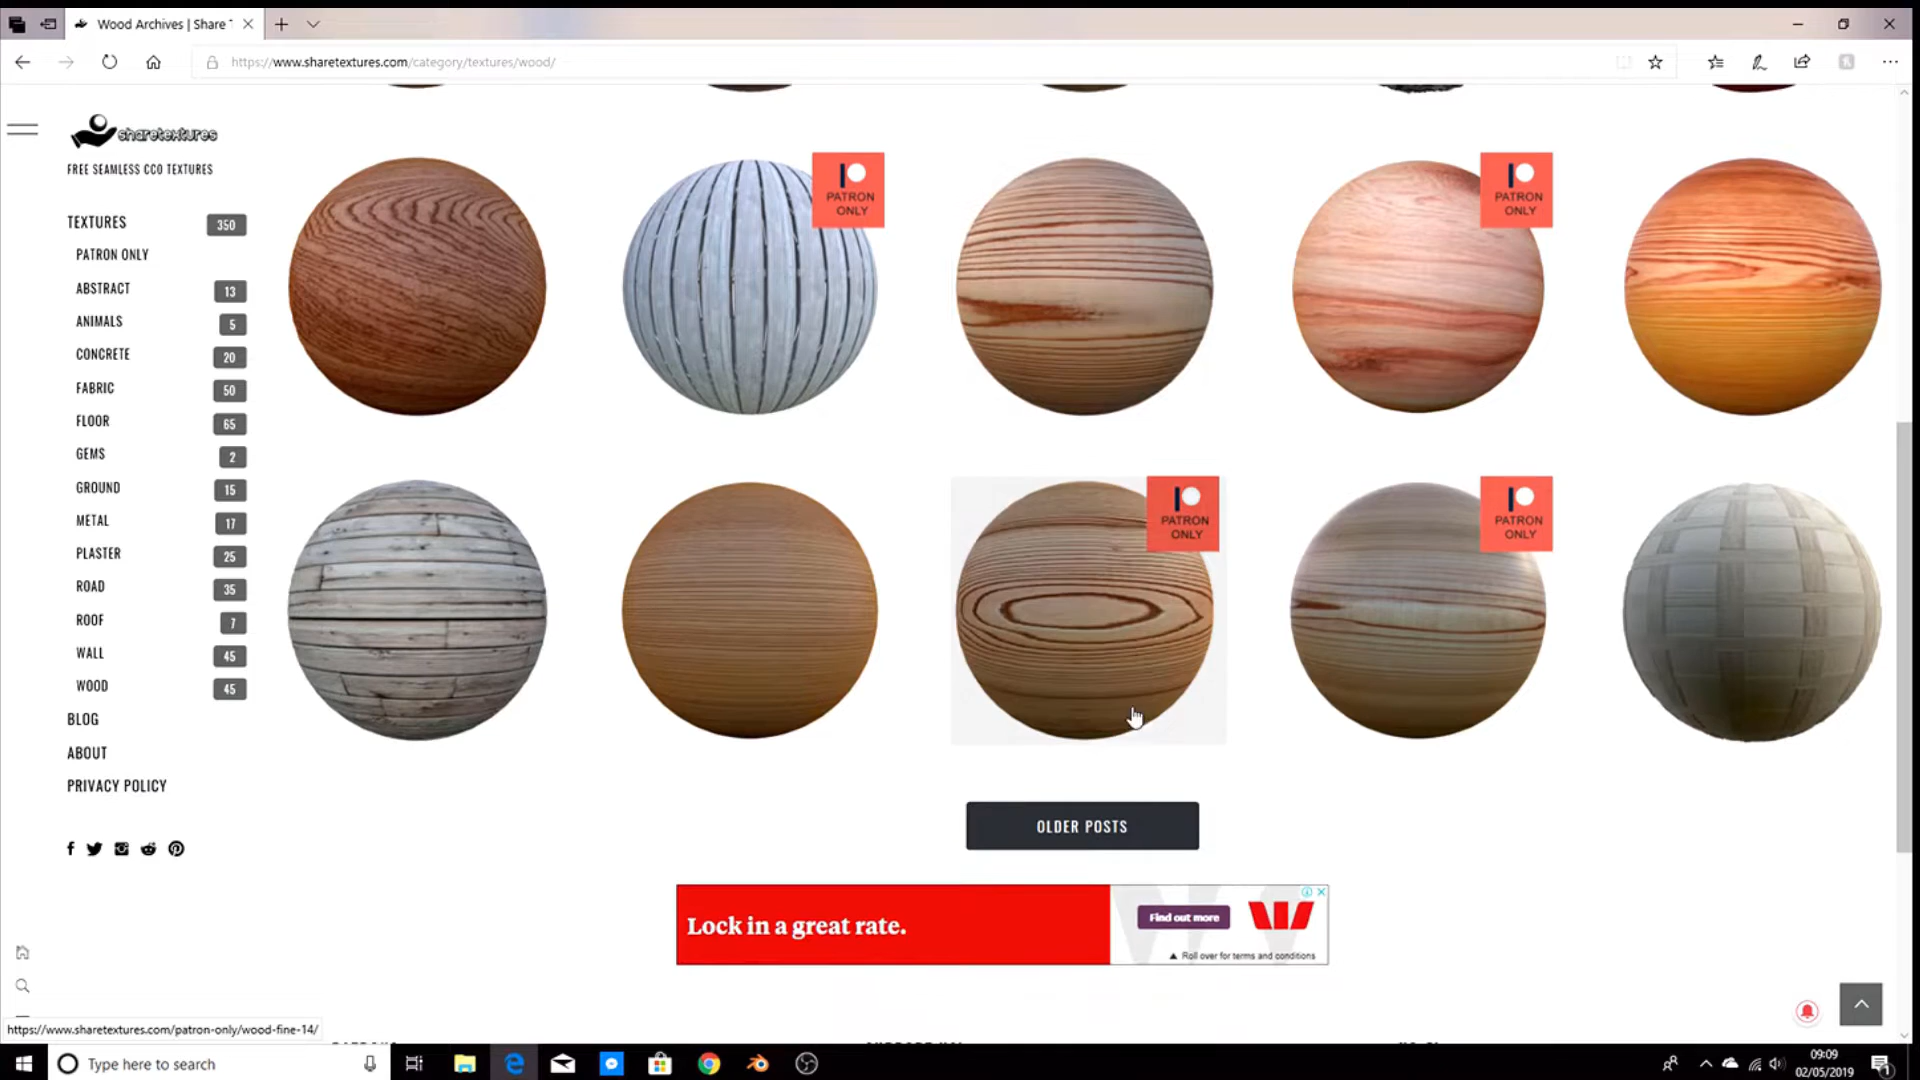 Wood Archives | Share T
https://www.sharetextures.com/category/textures/wood/
sharetextures
FREE SEAMLESS CC0 TEXTURES
TEXTURES 350
PATRON ONLY
ABSTRACT 13
ANIMALS 5
CONCRETE 20
FABRIC 50
FLOOR 65
GEMS 2
GROUND 15
METAL 17
PLASTER 25
ROAD 35
ROOF 7
WALL 45
WOOD 45
BLOG
ABOUT
PRIVACY POLICY
PATRON
ONLY
PATRON
ONLY
PATRON
ONLY
PATRON
ONLY
OLDER POSTS
Lock in a great rate.
Find out more
▲ Roll over for terms and conditions
https://www.sharetextures.com/patron-only/wood-fine-14/
Type here to search
09:09
02/05/2019
1